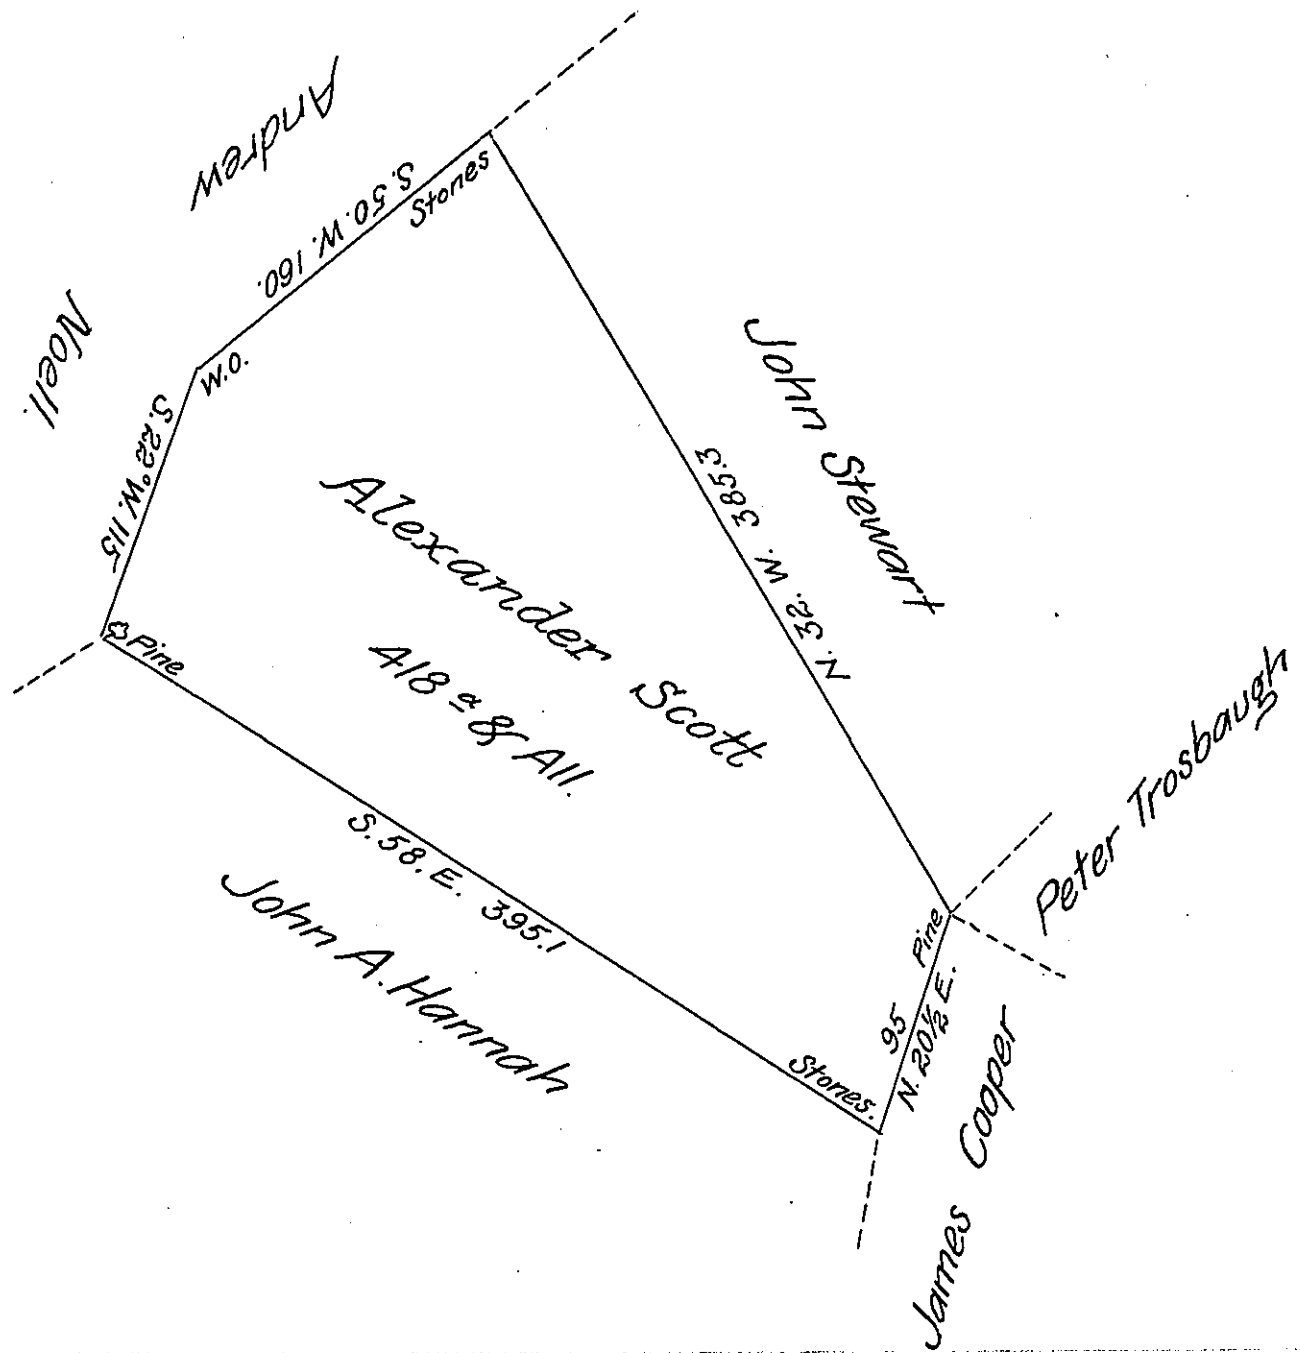 Andrew
Noell.
S. 50. W. 160.
Stones
W.O.
S. 22° W. 115
Pine
John Stewart
N. 32. W. 385.3
Alexander Scott
418 a & All.
S. 58. E. 395.1
John A. Hannah
Stones.
Pine
95
N. 20½ E.
Peter Trosbaugh
James Cooper